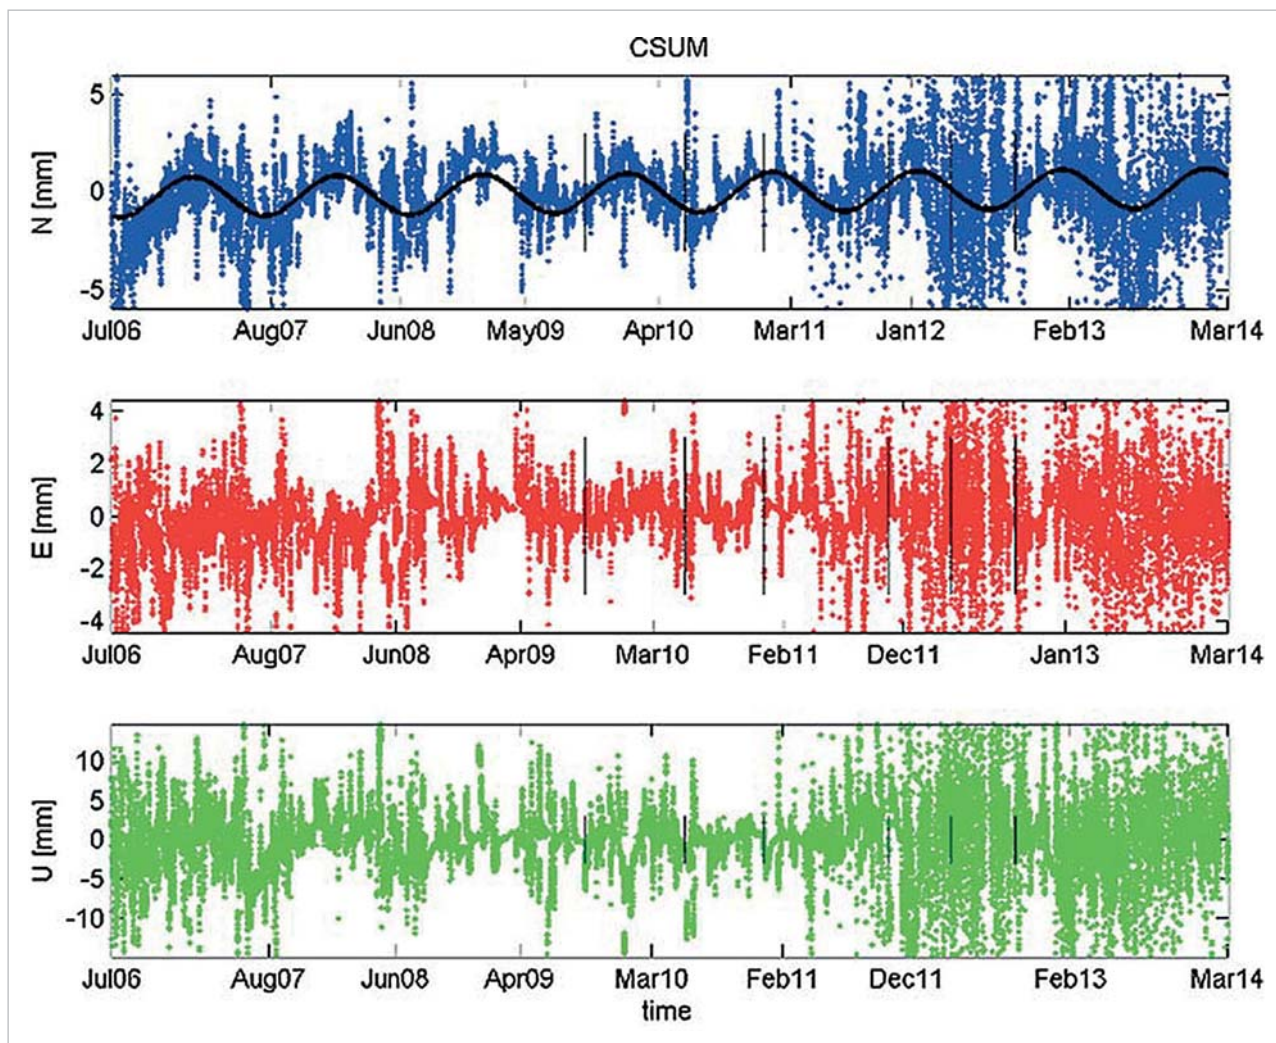 CSUM
N [mm]
5
0
-5
Jul06 Aug07 Jun08 May09 Apr10 Mar11 Jan12 Feb13 Mar14
E [mm]
4
2
0
-2
-4
Jul06 Aug07 Jun08 Apr09 Mar10 Feb11 Dec11 Jan13 Mar14
U [mm]
10
5
0
-5
-10
Jul06 Aug07 Jun08 Apr09 Mar10 Feb11 Dec11 Feb13 Mar14
time